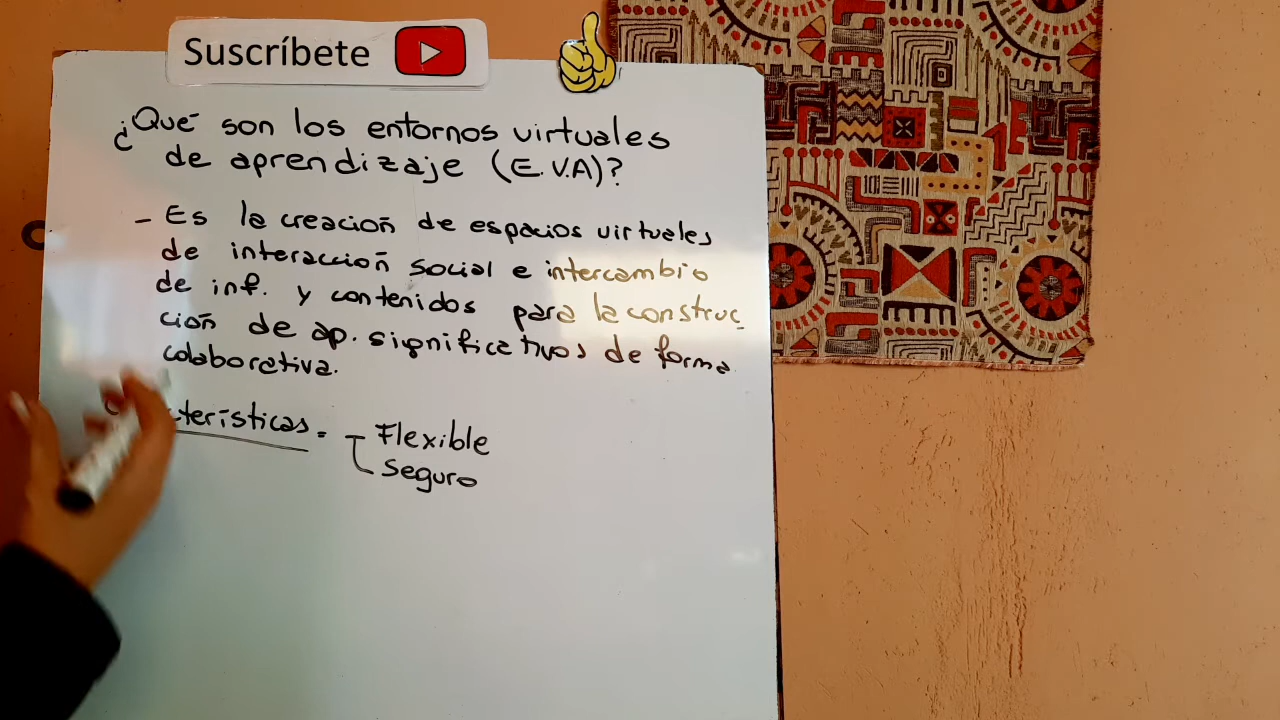 Suscríbete
¿Qué son los entornos virtuales
de aprendizaje (E.V.A)?
- Es la creación de espacios virtuales
de interacción social e intercambio
de inf. y contenidos para la construc
ción de ap. significativos de forma
colaborativa.
terísticas = Flexible
seguro